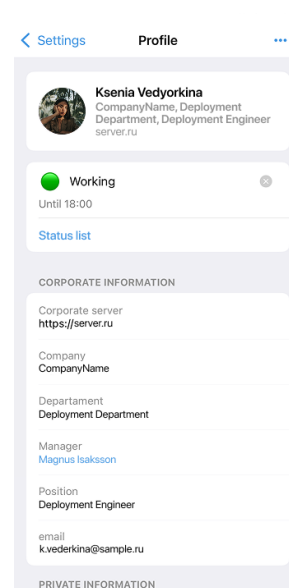 Settings
Profile
Ksenia Vedyorkina
CompanyName, Deployment
Department, Deployment Engineer
server.ru
Working
Until 18:00
Status list
CORPORATE INFORMATION
Corporate server
https://server.ru
Company
CompanyName
Departament
Deployment Department
Manager
Magnus Isaksson
Position
Deployment Engineer
email
k.vederkina@sample.ru
PRIVATE INFORMATION